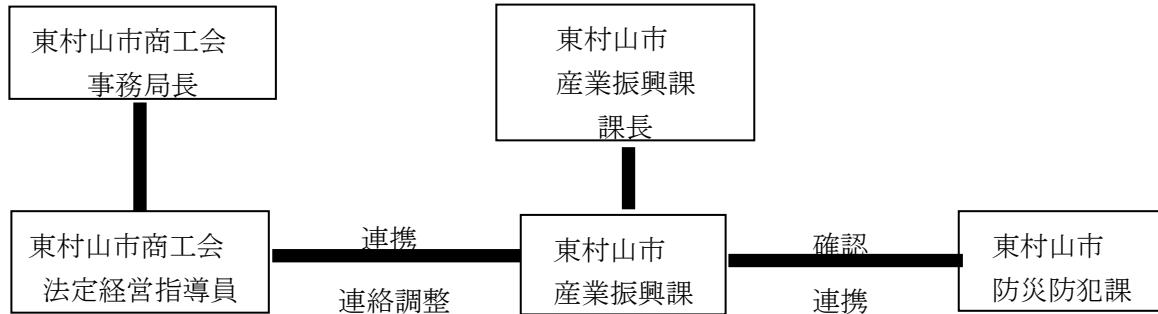 東村山市商工会
事務局長
東村山市
産業振興課
課長
東村山市商工会
法定経営指導員
連携
連絡調整
東村山市
産業振興課
確認
連携
東村山市
防災防犯課